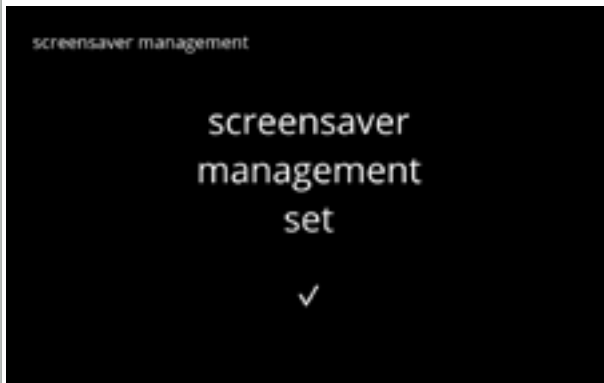 screensaver management
screensaver
management
set
✓